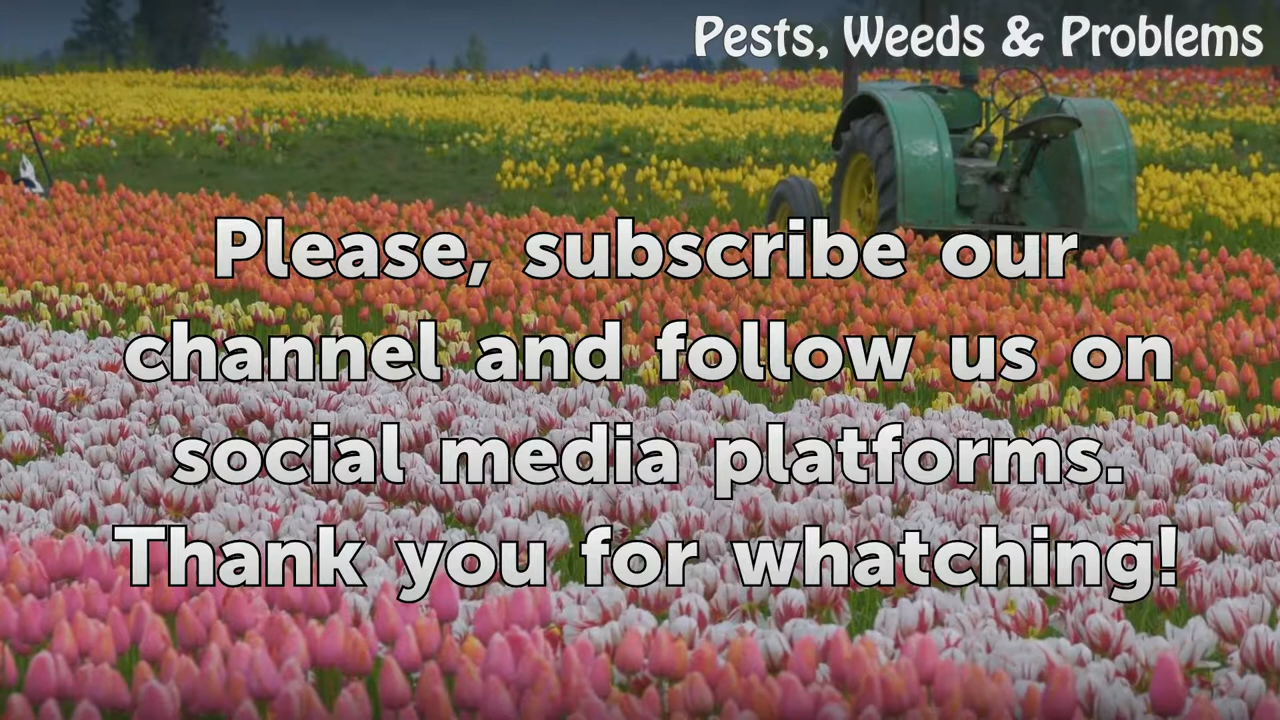 Pests, Weeds & Problems
Please, subscribe our
channel and follow us on
social media platforms.
Thank you for whatching!